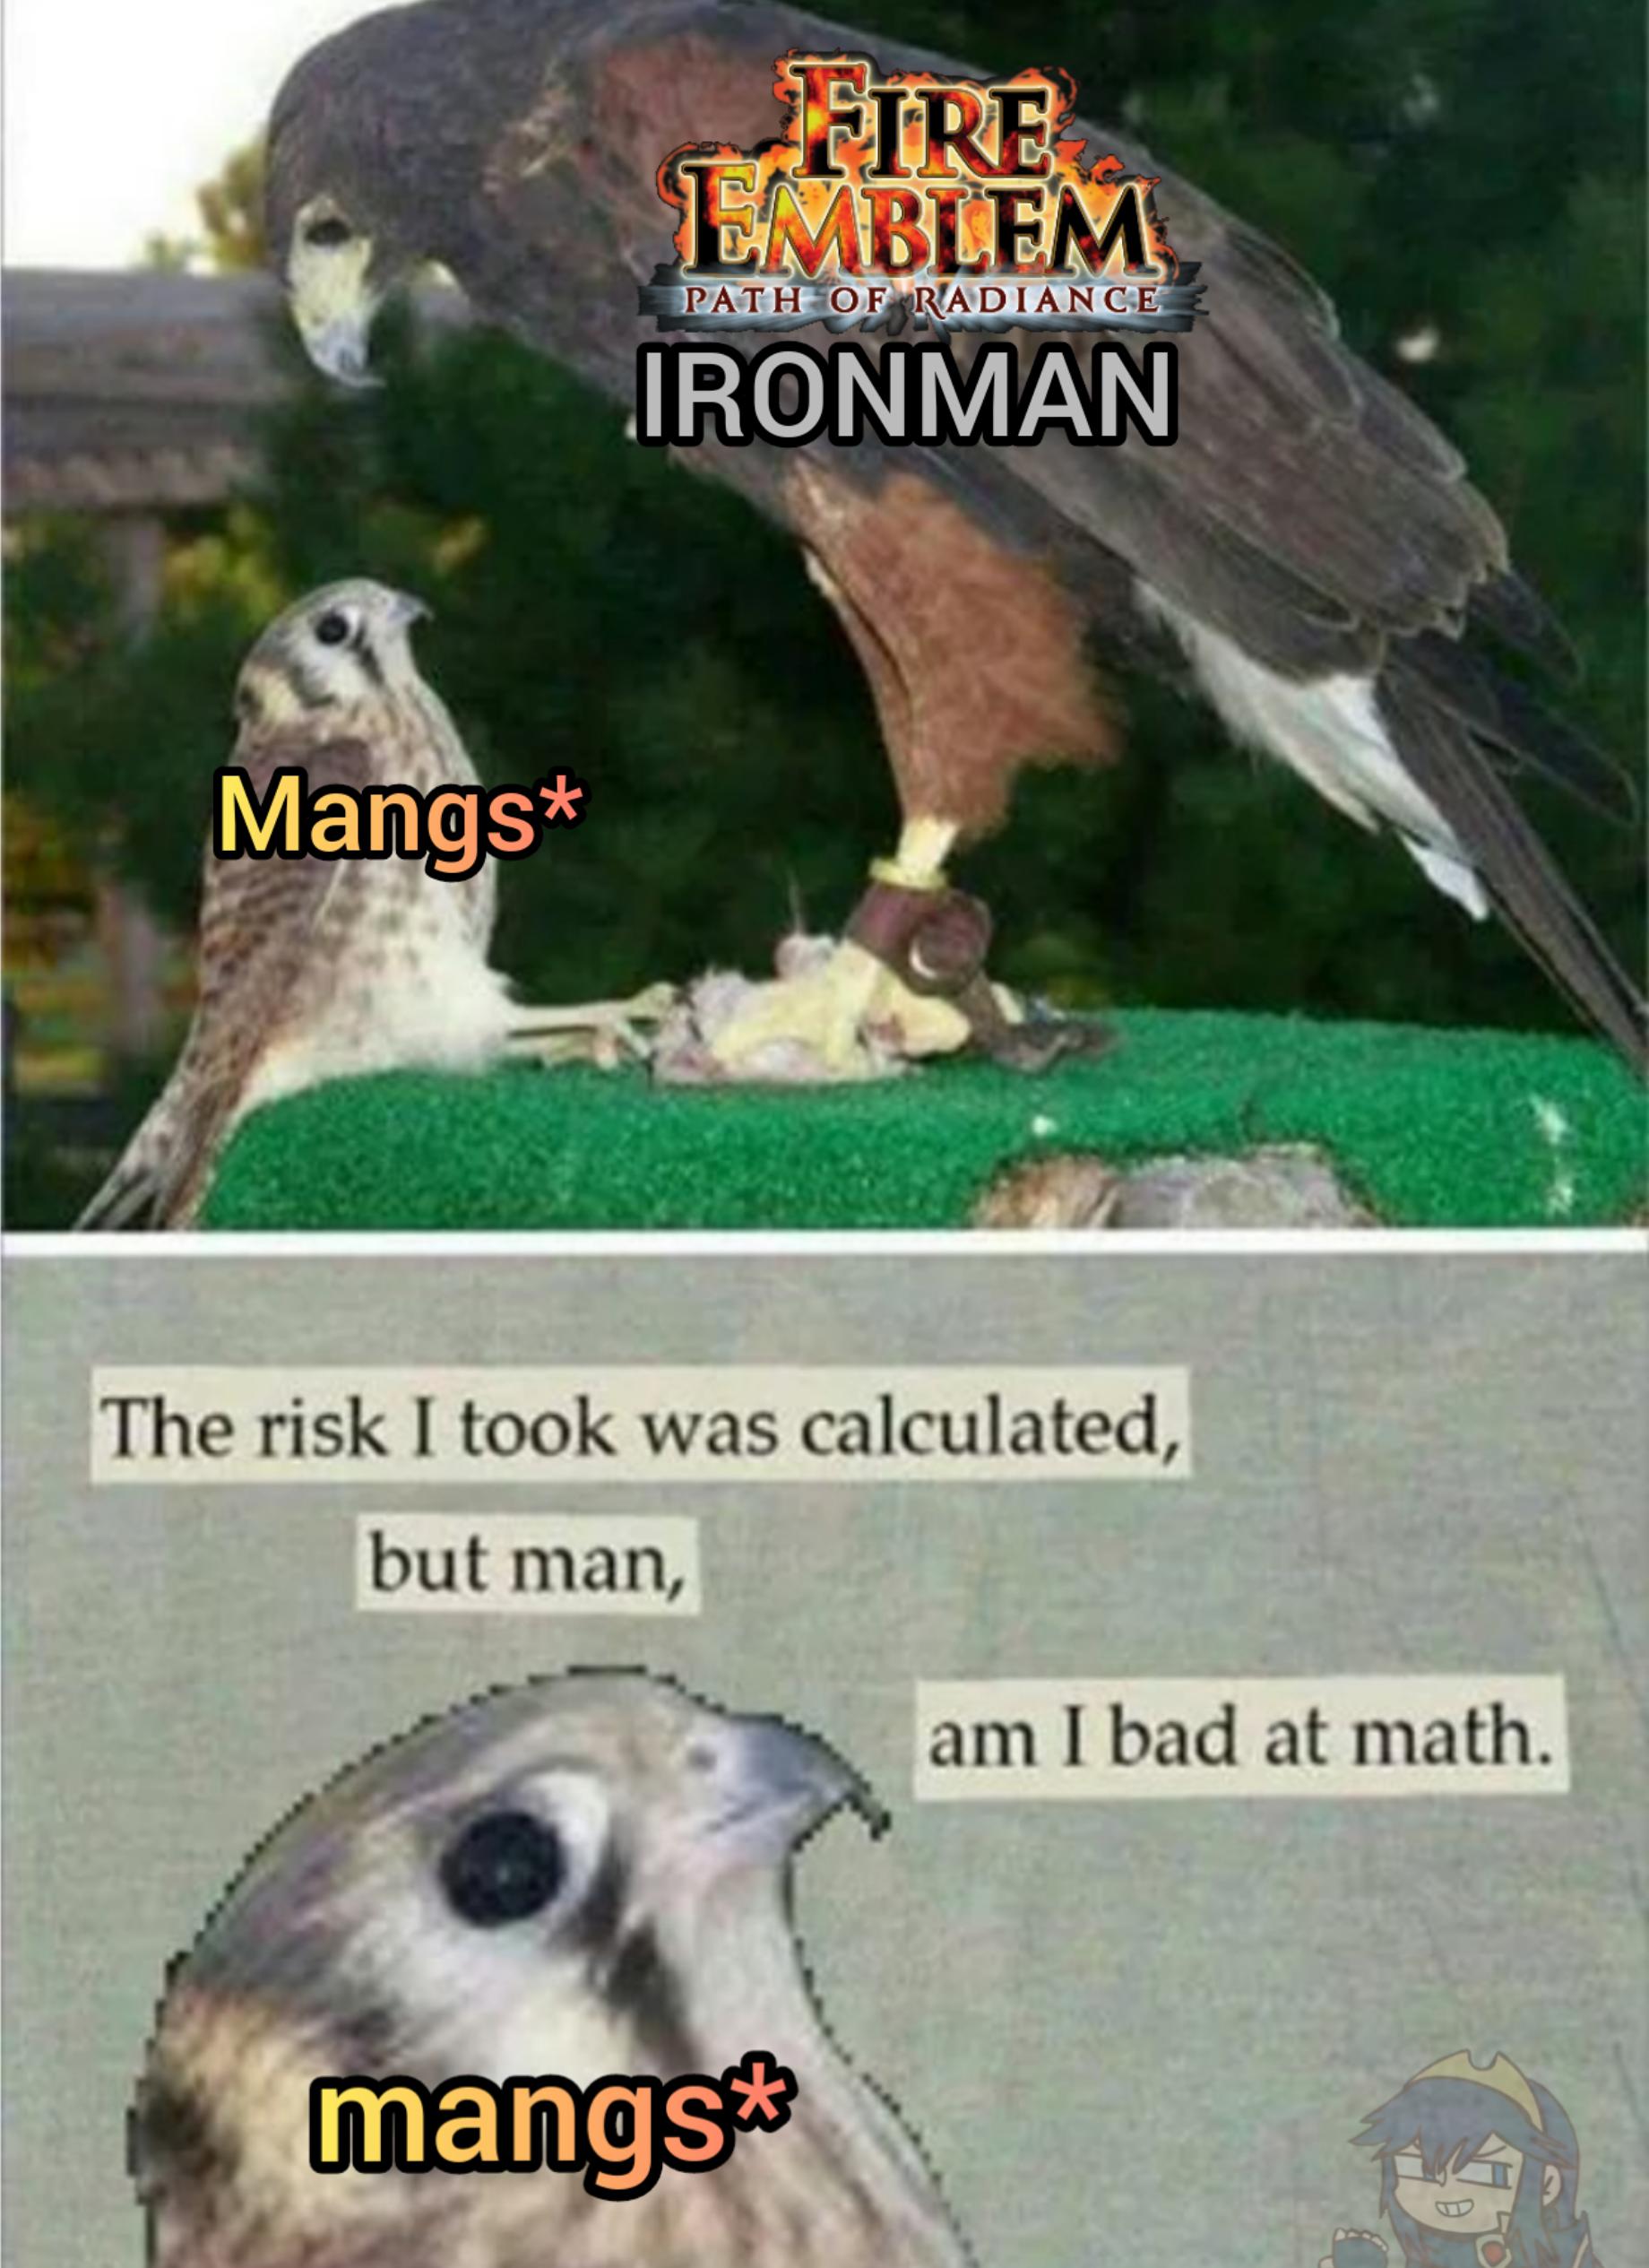 FIRE
EMBLEM
PATH OF RADIANCE
IRONMAN
Mangs*
The risk I took was calculated,
but man,
am I bad at math.
mangs*